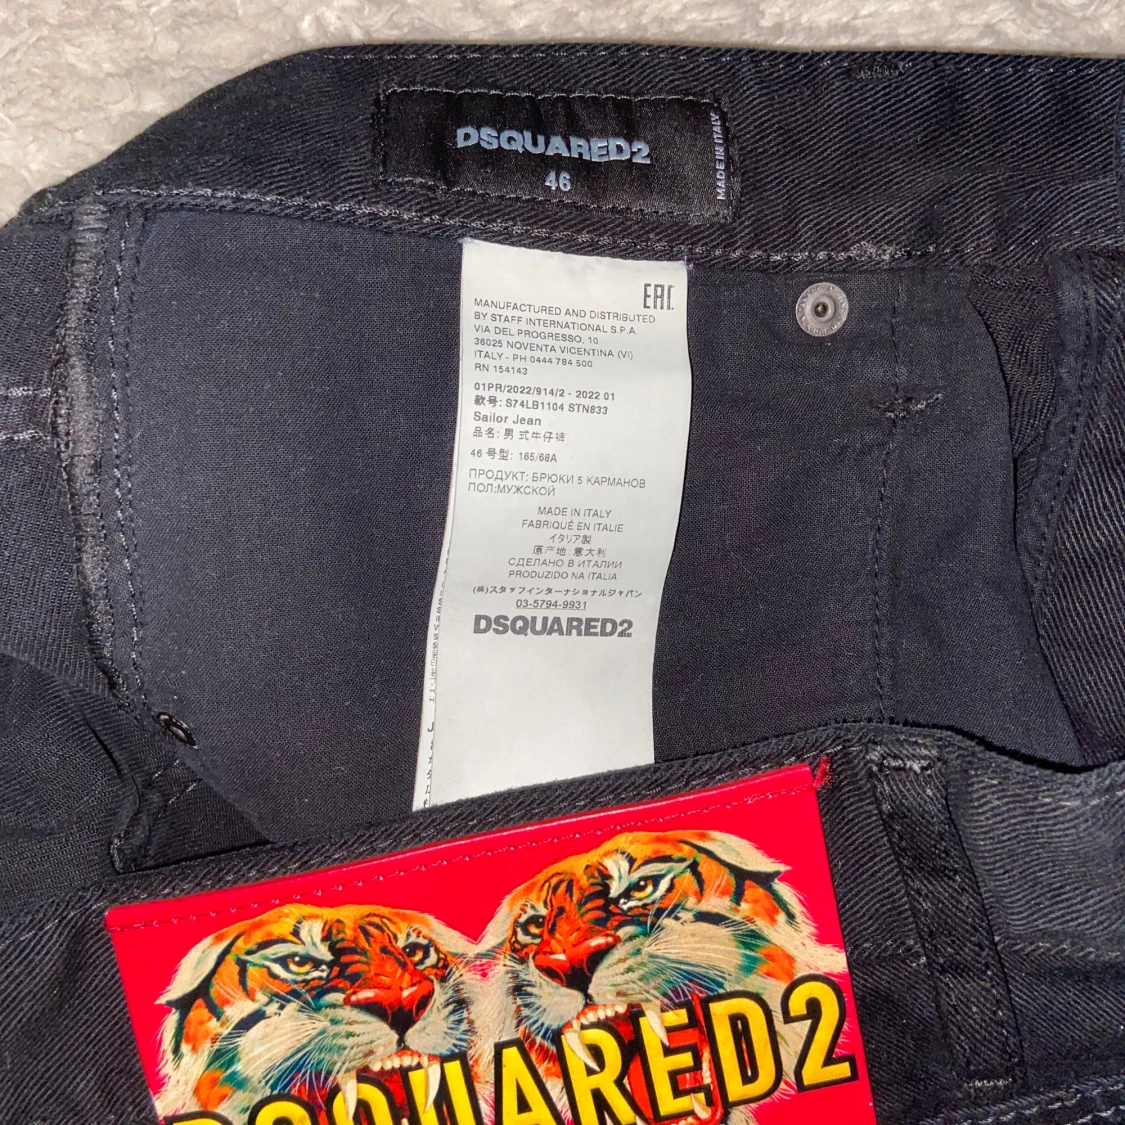 DSQUARED2
46
MADE IN ITALY
EAC
MANUFACTURED AND DISTRIBUTED
BY STAFF INTERNATIONAL S.P.A.
VIA DEL PROGRESSO, 10
36025 NOVENTA VICENTINA (VI)
ITALY - PH 0444 784 500
RN 154143
01PR/2022/914/2 - 2022 01
款号: S74LB1104 STN833
Sailor Jean
品名: 男式牛仔裤
46 号型: 165/68A
ПРОДУКТ: БРЮКИ 5 КАРМАНОВ
ПОЛ:МУЖСКОЙ
MADE IN ITALY
FABRIQUÉ EN ITALIE
イタリア製
原产地: 意大利
СДЕЛАНО В ИТАЛИИ
PRODUZIDO NA ITALIA
(株)スタッフインターナショナルジャパン
03-5794-9931
DSQUARED2
DSQUARED2